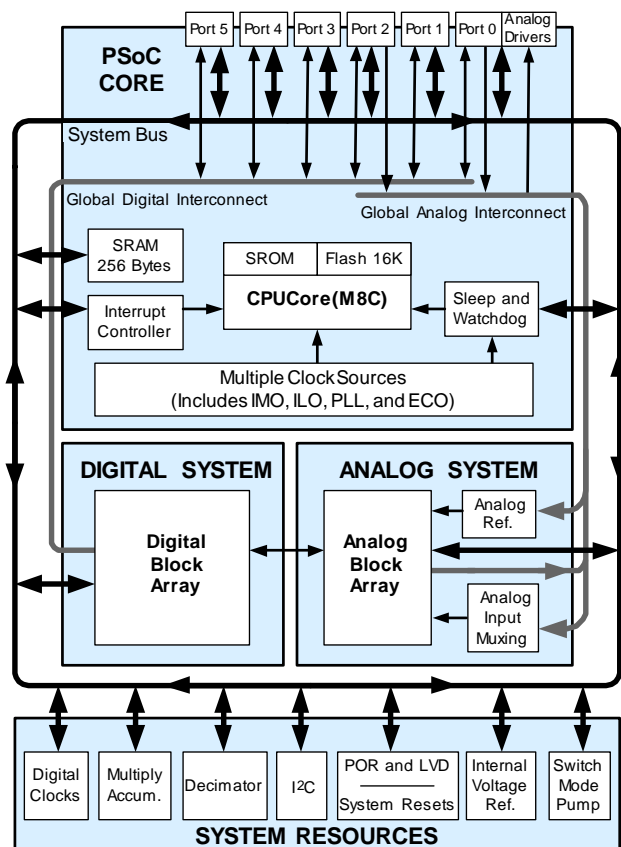 Port 5 Port 4 Port 3 Port 2 Port 1 Port 0 Analog
Drivers
PSoC
CORE
System Bus
Global Digital Interconnect
Global Analog Interconnect
SRAM
256 Bytes
SROM Flash 16K
CPUCore(M8C)
Interrupt
Controller
Sleep and
Watchdog
Multiple Clock Sources
(Includes IMO, ILO, PLL, and ECO)
DIGITAL SYSTEM
Digital
Block
Array
ANALOG SYSTEM
Analog
Block
Array
Analog
Ref.
Analog
Input
Muxing
Digital
Clocks
Multiply
Accum.
Decimator
I²C
POR and LVD
System Resets
Internal
Voltage
Ref.
Switch
Mode
Pump
SYSTEM RESOURCES